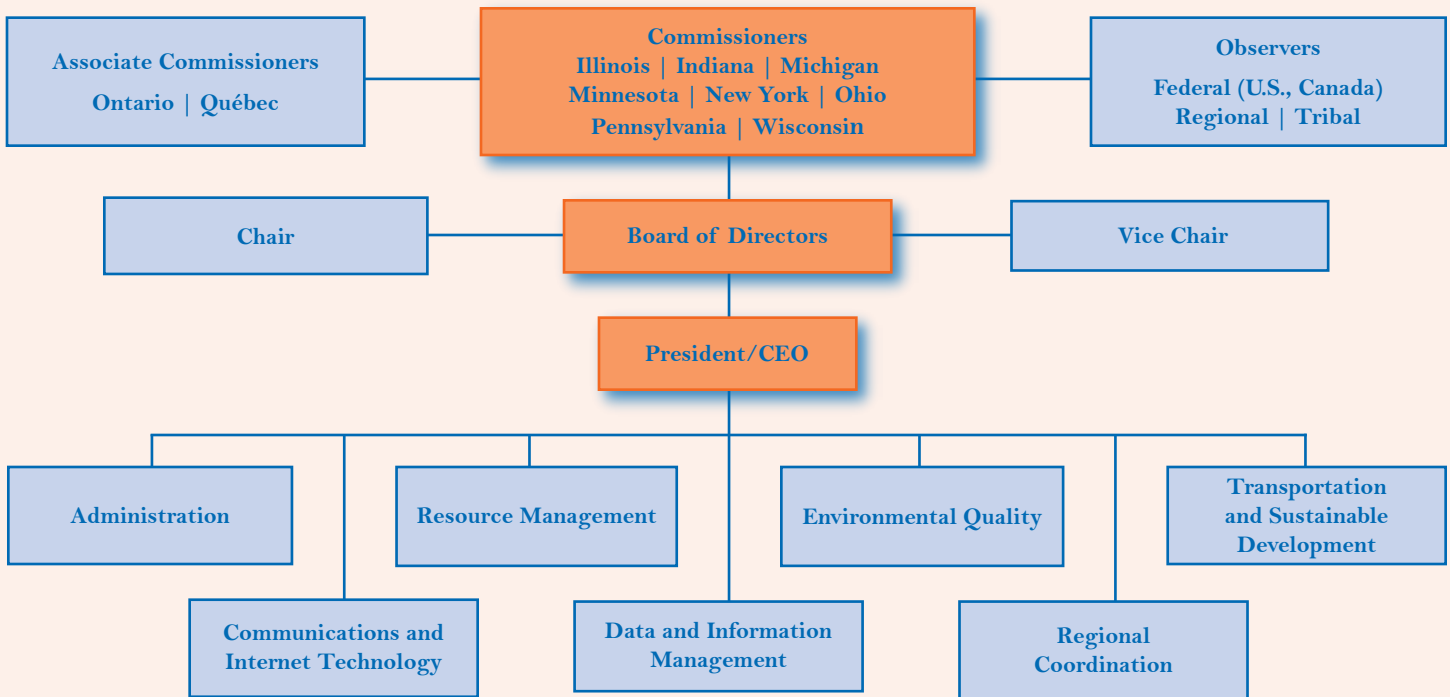 Associate Commissioners
Ontario | Québec
Commissioners
Illinois | Indiana | Michigan
Minnesota | New York | Ohio
Pennsylvania | Wisconsin
Observers
Federal (U.S., Canada)
Regional | Tribal
Chair
Board of Directors
Vice Chair
President/CEO
Administration
Resource Management
Environmental Quality
Transportation
and Sustainable
Development
Communications and
Internet Technology
Data and Information
Management
Regional
Coordination